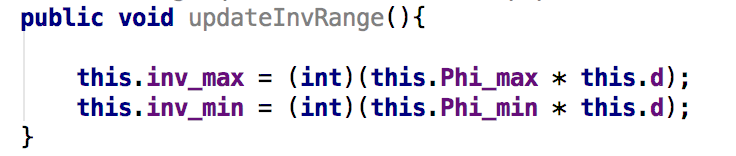 public void updateInvRange(){
this.inv_max = (int)(this.Phi_max * this.d);
this.inv_min = (int)(this.Phi_min * this.d);
}